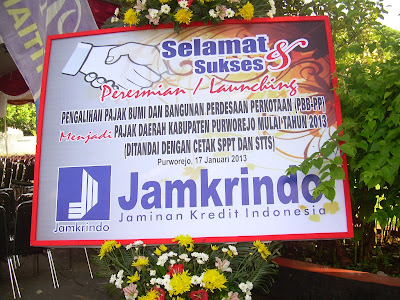 Selamat
& Sukses
Peresmian / Launching
PENGALIHAN PAJAK BUMI DAN BANGUNAN PERDESAAN PERKOTAAN (PBB-PP)
Menjadi PAJAK DAERAH KABUPATEN PURWOREJO MULAI TAHUN 2013
(DITANDAI DENGAN CETAK SPPT DAN STTS)
Purworejo, 17 Januari 2013
Jamkrindo
Jaminan Kredit Indonesia
Jamkrindo